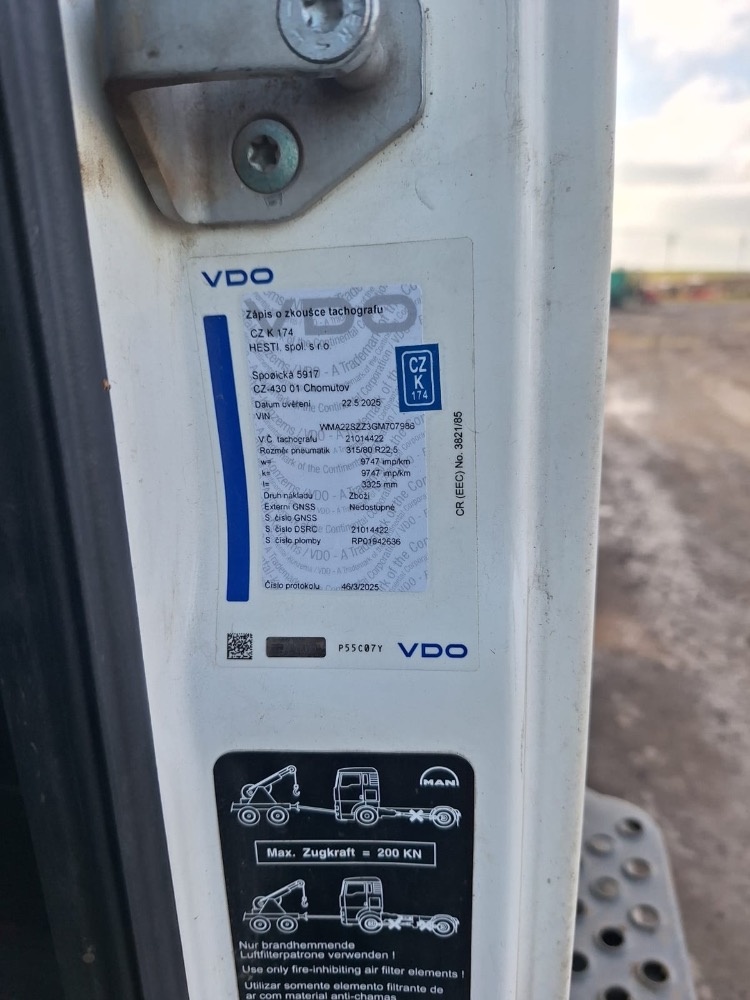 VDO
Zápis o zkoušce tachografu
CZ K 174
HESTI, spol. s r.o.
5917
CZ-430 01 Chomutov
CZ
K
174
Datum ověření 22.5.2025
VIN
WMA22SZZ3GM707986
V.Č. tachografu 21014422
Rozměr pneumatik 315/80 R22,5
w= 9747 imp/km
k= 9747 imp/km
l= 3325 mm
Druh nákladu Zboží
Externí GNSS Nedostupné
S. číslo GNSS
S. číslo DSRC 21014422
S. číslo plomby RP01942636
Číslo protokolu 46/3/2025
CR (EEC) No. 3821/85
P55C07Y VDO
MAN
Max. Zugkraft = 200 KN
Nur brandhemmende
Luftfilterpatrone verwenden !
Use only fire-inhibiting air filter elements !
Utilizar somente elemento filtrante de
ar com material anti-chamas